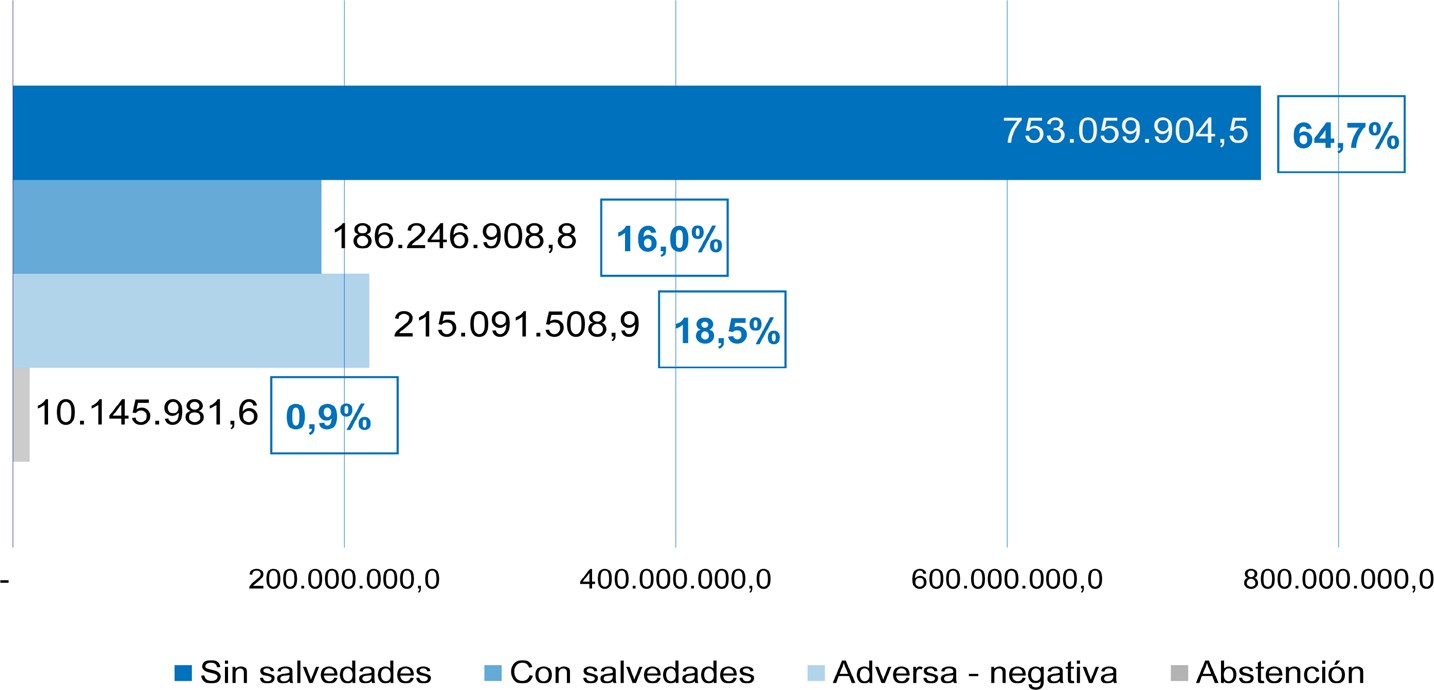 753.059.904,5 64,7%
186.246.908,8 16,0%
215.091.508,9 18,5%
10.145.981,6 0,9%
- 200.000.000,0 400.000.000,0 600.000.000,0 800.000.000,0
Sin salvedades Con salvedades Adversa - negativa Abstención